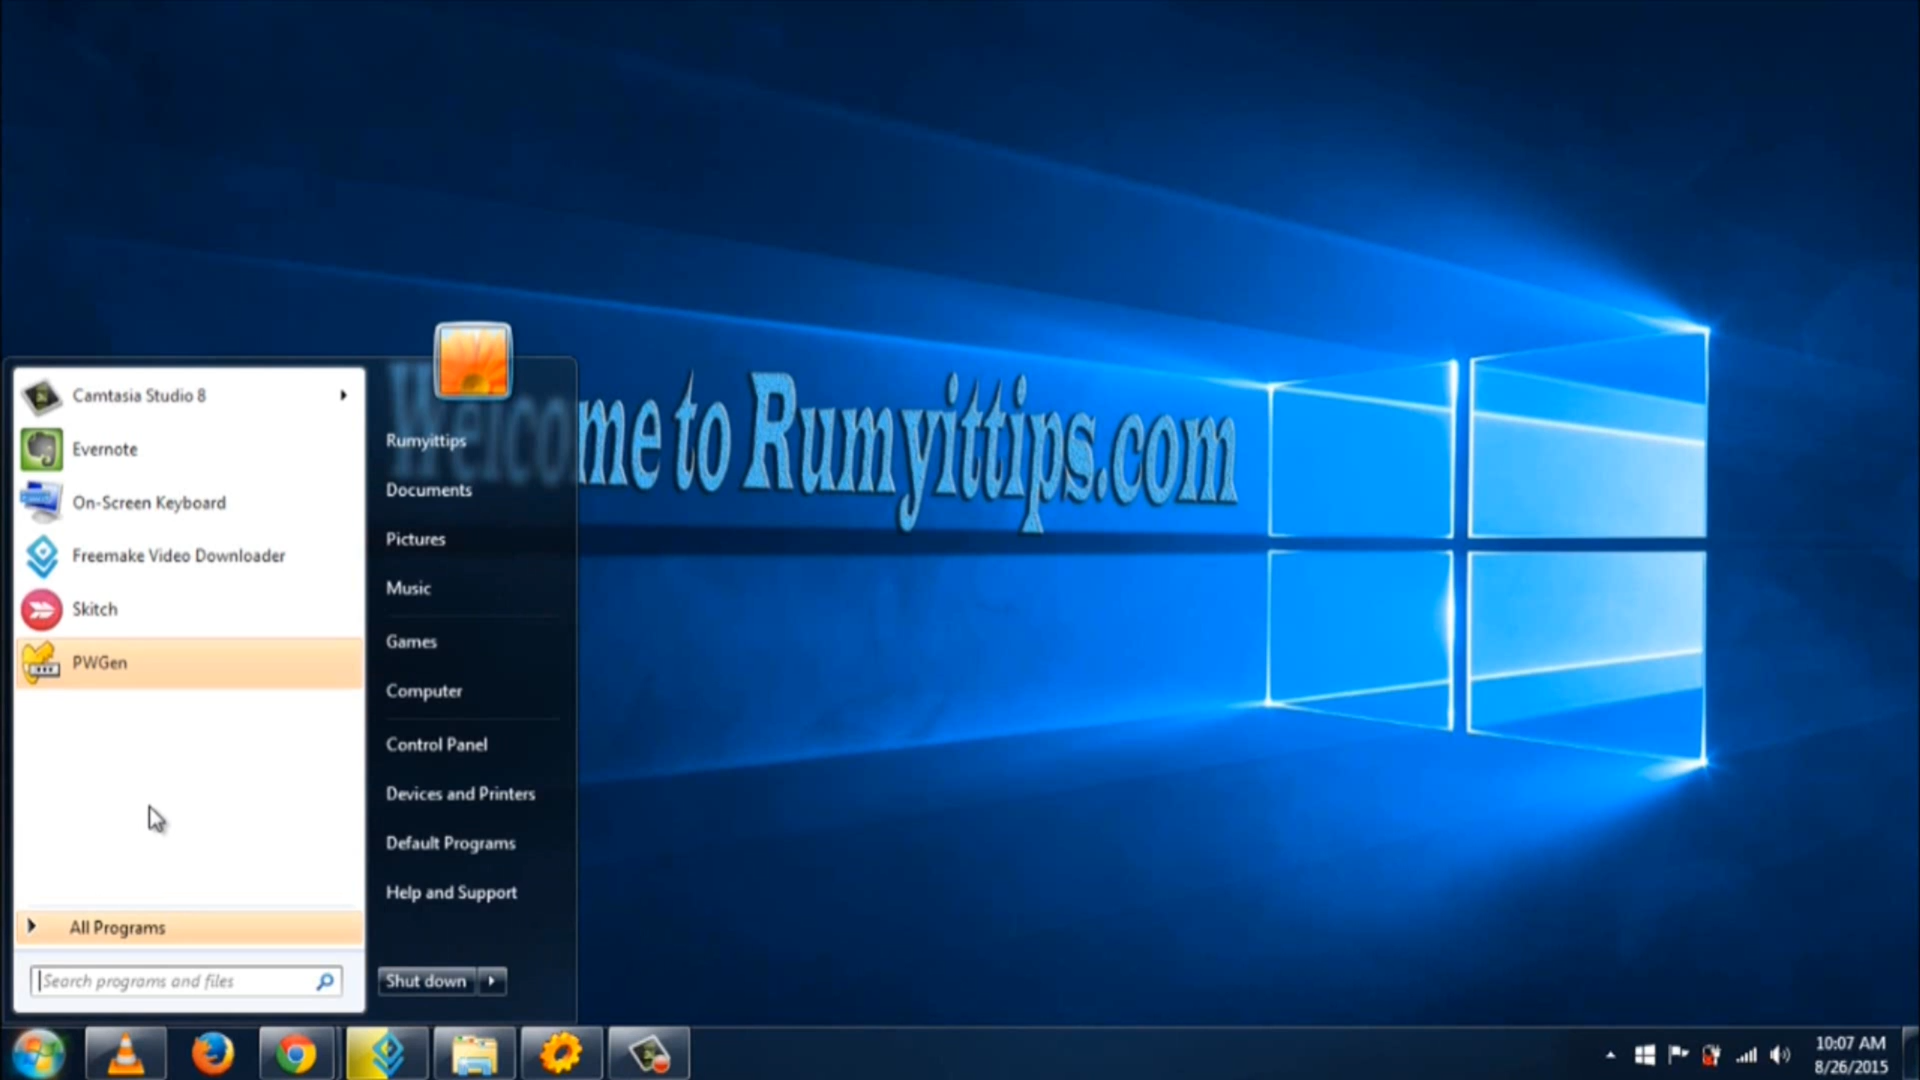 Welcome to Rumyittips.com
Camtasia Studio 8
Evernote
On-Screen Keyboard
Freemake Video Downloader
Skitch
PWGen
All Programs
Search programs and files
Rumyittips
Documents
Pictures
Music
Games
Computer
Control Panel
Devices and Printers
Default Programs
Help and Support
Shut down
10:07 AM
8/26/2015